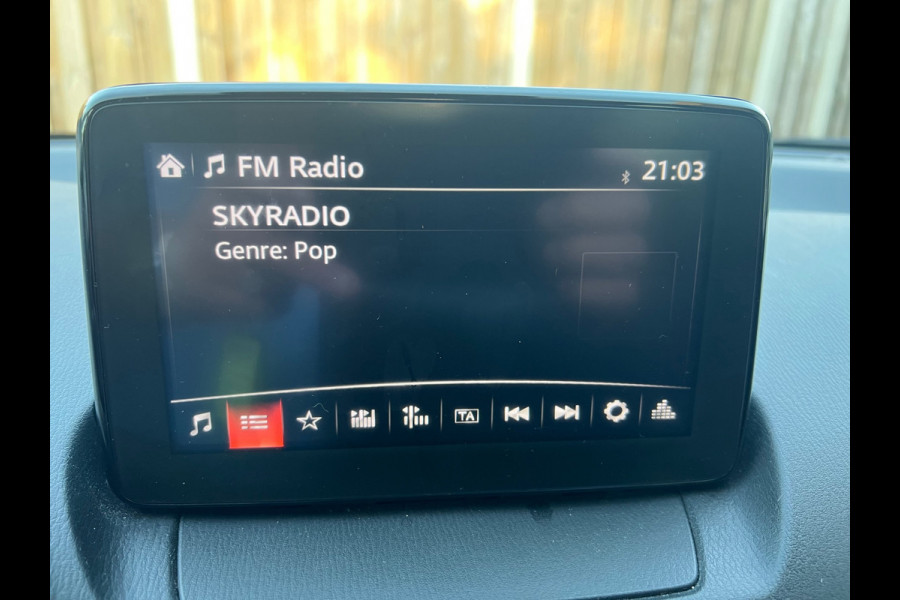 FM Radio 21:03
SKYRADIO
Genre: Pop
TA